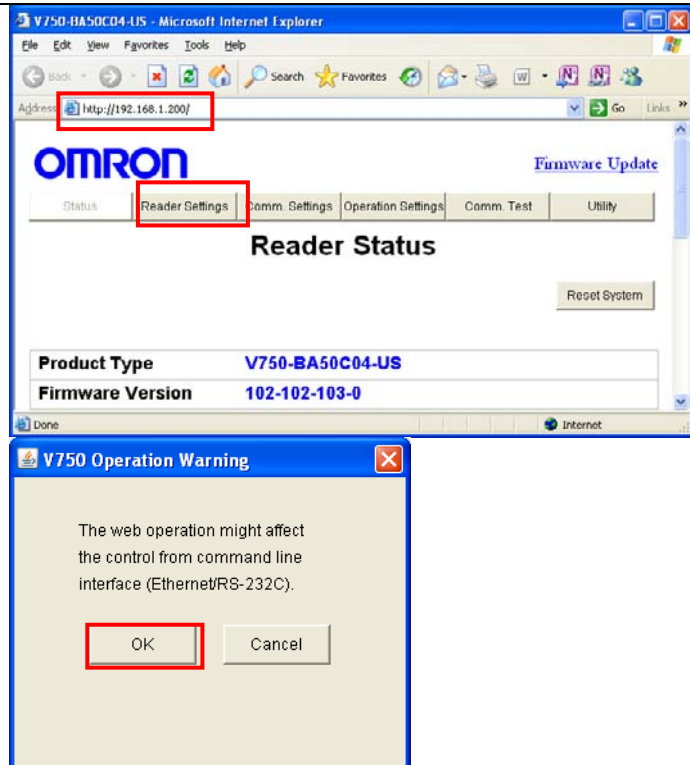 V750-BA50C04-US - Microsoft Internet Explorer
File Edit View Favorites Tools Help
Back Search Favorites
Address http://192.168.1.200/ Go Links »
OMRON Firmware Update
Status Reader Settings Comm. Settings Operation Settings Comm. Test Utility
Reader Status
Reset System
Product Type V750-BA50C04-US
Firmware Version 102-102-103-0
Done Internet
V750 Operation Warning
The web operation might affect
the control from command line
interface (Ethernet/RS-232C).
OK Cancel